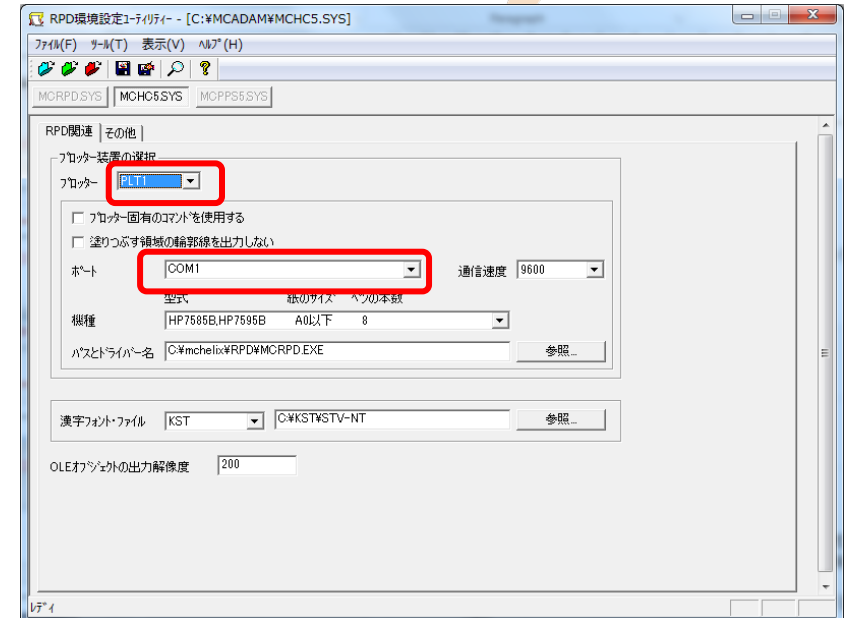 RPD環境設定ﾕｰﾃｨﾘﾃｨｰ - [C:¥MCADAM¥MCHC5.SYS]
ﾌｧｲﾙ(F) ﾂｰﾙ(T) 表示(V) ﾍﾙﾌﾟ(H)
MCRPD.SYS MCHC5.SYS MCPPS5.SYS
RPD関連 その他
ﾌﾟﾛｯﾀｰ装置の選択
ﾌﾟﾛｯﾀｰ PLT1
ﾌﾟﾛｯﾀｰ固有のｺﾏﾝﾄﾞを使用する
塗りつぶす領域の輪郭線を出力しない
ﾎﾟｰﾄ COM1 通信速度 9600
型式 紙のｻｲｽﾞ ﾍﾟﾝの本数
機種 HP7585B,HP7595B A0以下 8
ﾊﾟｽとﾄﾞﾗｲﾊﾞｰ名 C:¥mchelix¥RPD¥MCRPD.EXE 参照...
漢字ﾌｫﾝﾄ･ﾌｧｲﾙ KST C:¥KST¥STV-NT 参照...
OLEｵﾌﾞｼﾞｪｸﾄの出力解像度 200
ﾚﾃﾞｨ